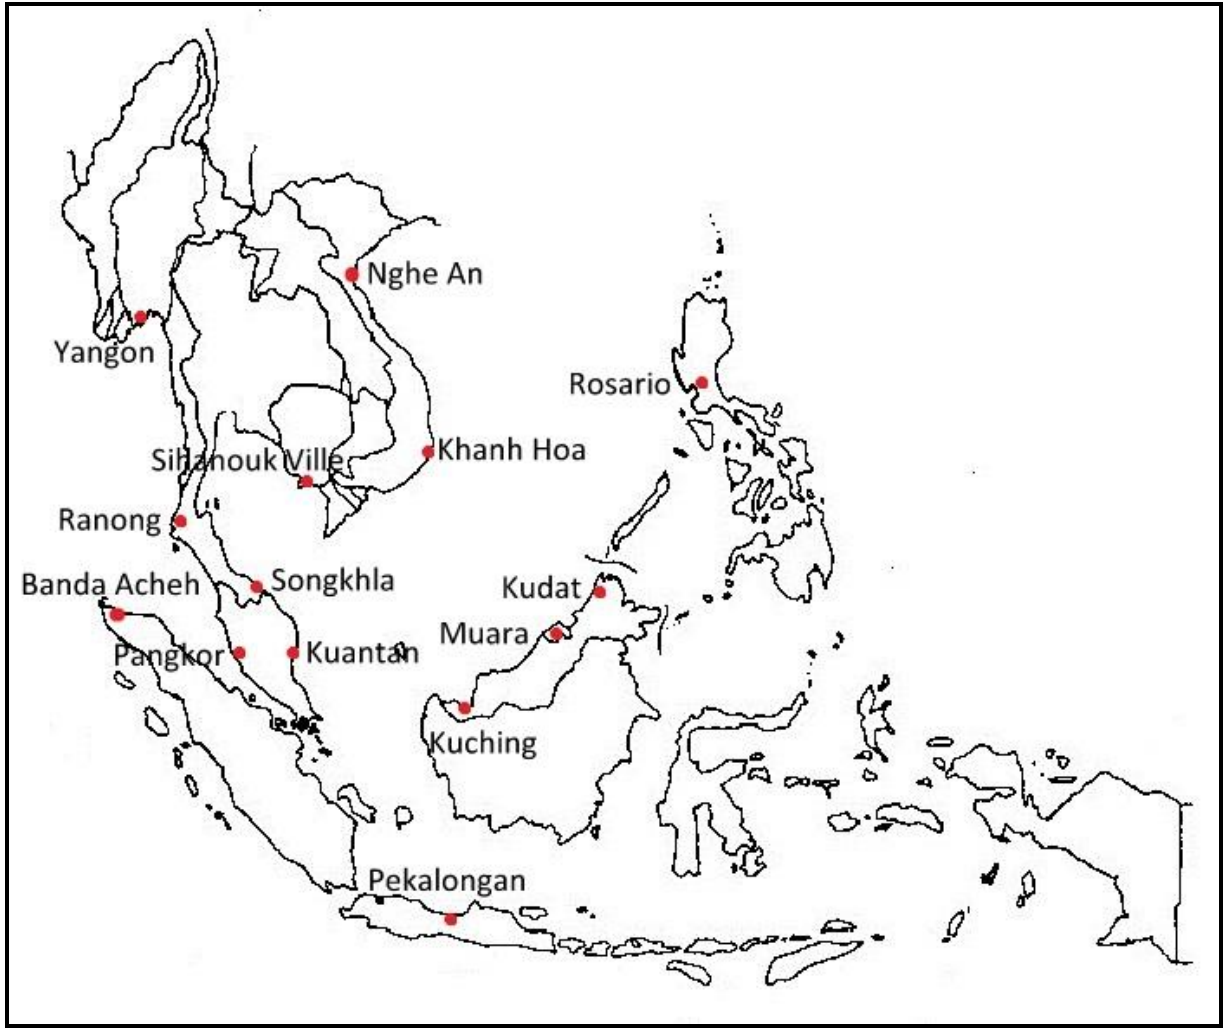 Nghe An
Yangon
Rosario
Khanh Hoa
Sihanouk Ville
Ranong
Songkhla
Banda Acheh
Kudat
Muara
Pangkor
Kuantan
Kuching
Pekalongan